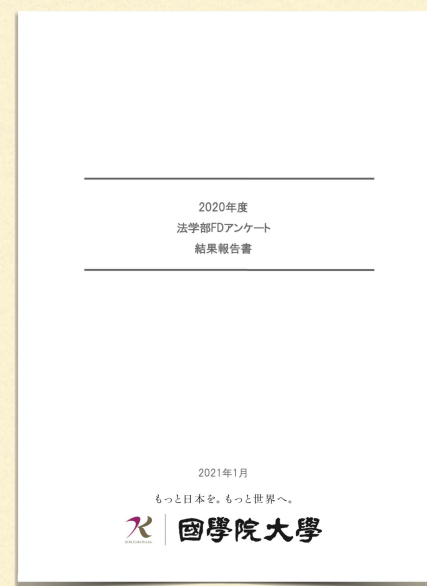 2020年度
法学部FDアンケート
結果報告書
2021年1月
もっと日本を。もっと世界へ。
國學院大學